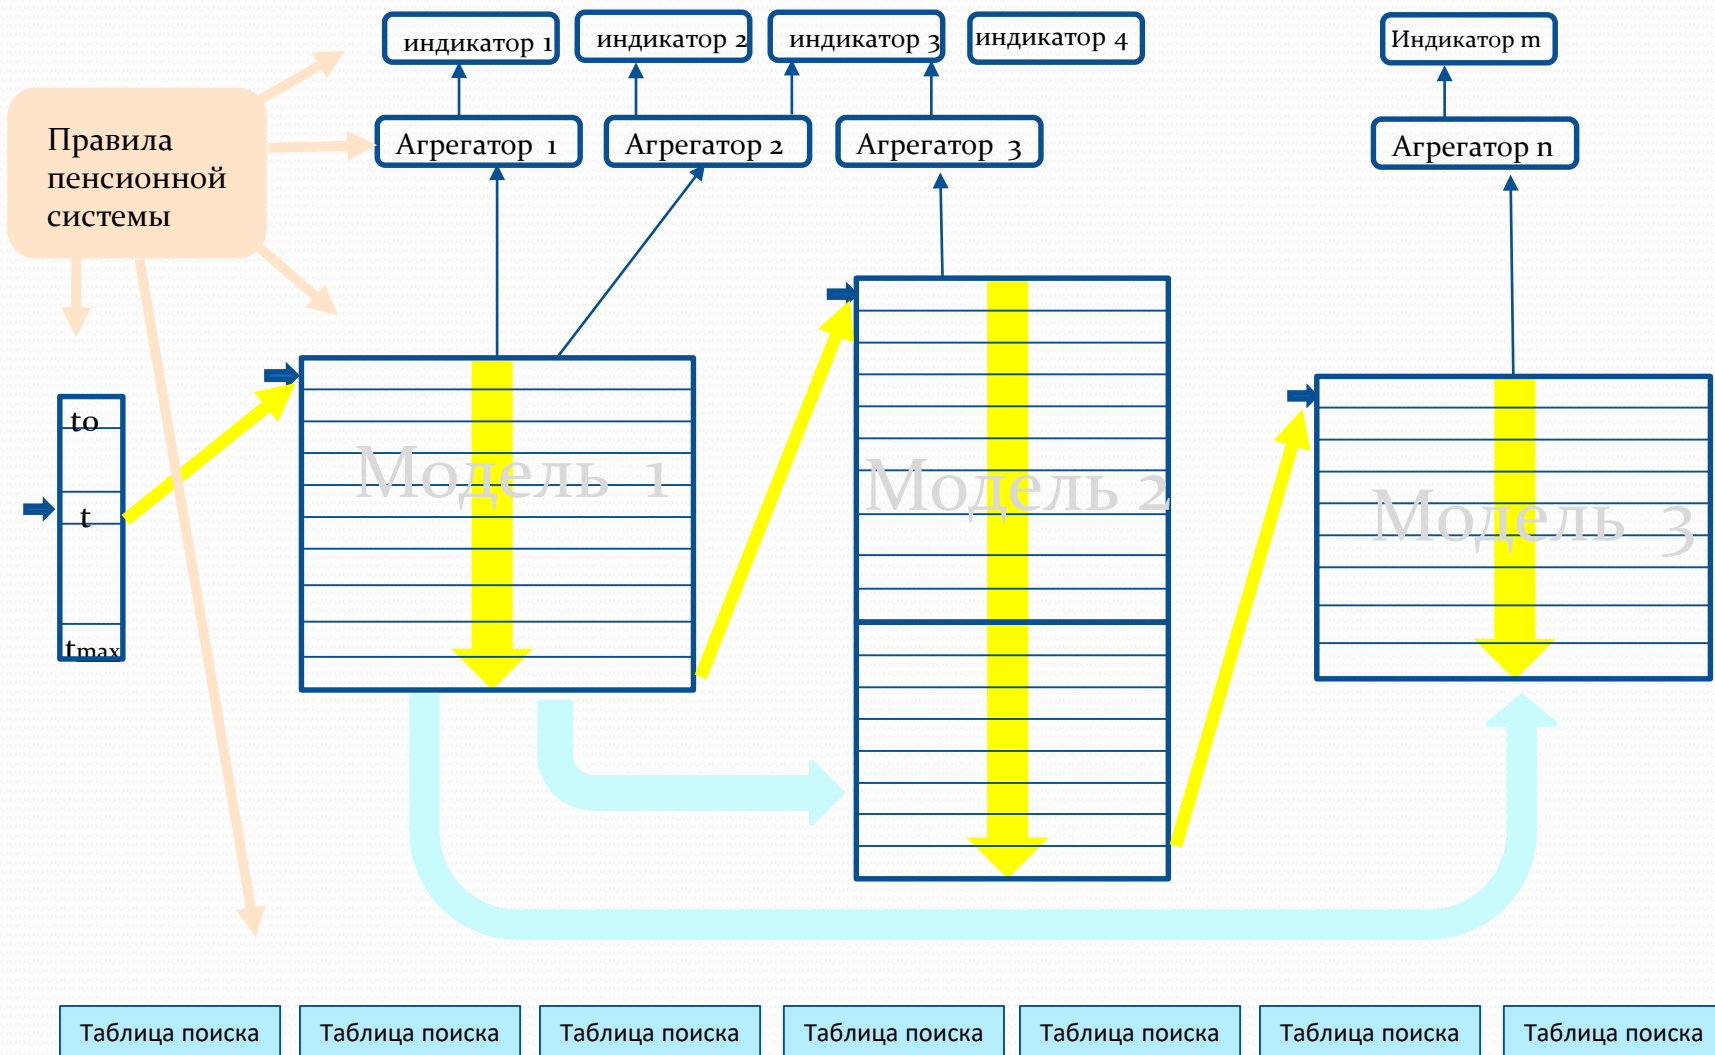 индикатор 1
индикатор 2
индикатор 3
индикатор 4
Индикатор m
Правила
пенсионной
системы
Агрегатор 1
Агрегатор 2
Агрегатор 3
Агрегатор n
to
t
tmax
Модель 1
Модель 2
Модель 3
Таблица поиска
Таблица поиска
Таблица поиска
Таблица поиска
Таблица поиска
Таблица поиска
Таблица поиска